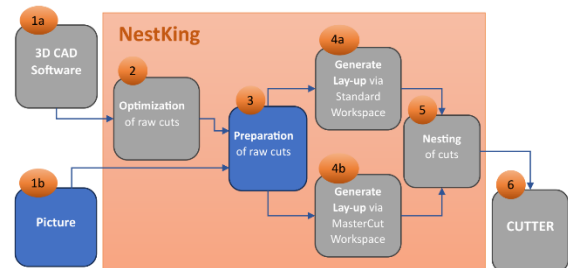 1a
3D CAD
Software
NestKing
2
Optimization
of raw cuts
1b
Picture
3
Preparation
of raw cuts
4a
Generate
Lay-up via
Standard
Workspace
4b
Generate
Lay-up via
MasterCut
Workspace
5
Nesting
of cuts
6
CUTTER